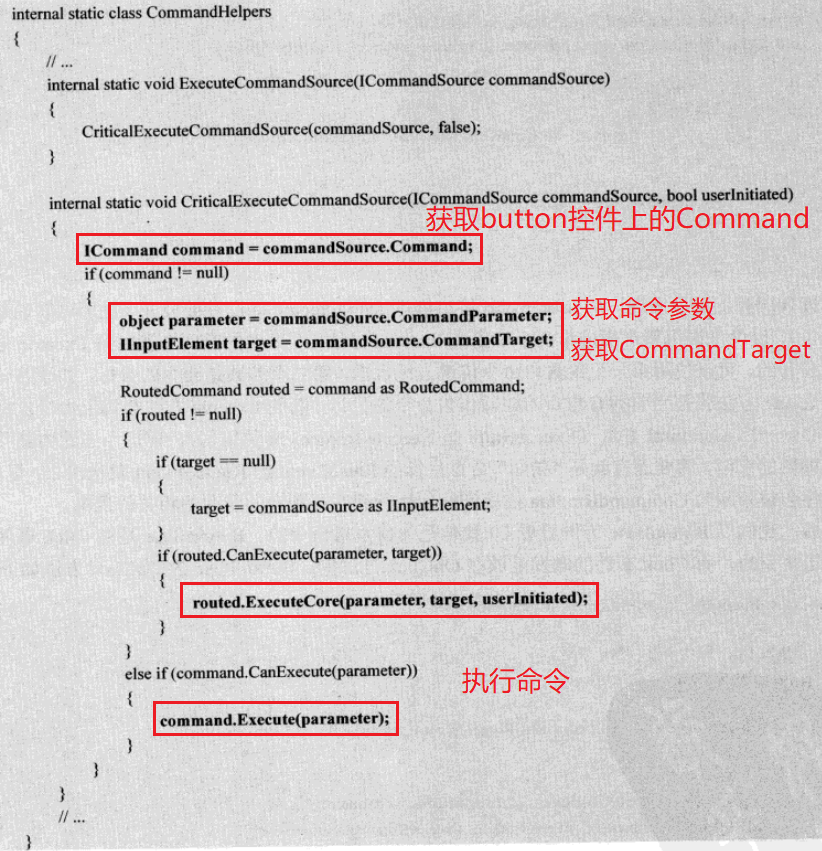 internal static class CommandHelpers
{
// ...
internal static void ExecuteCommandSource(ICommandSource commandSource)
{
CriticalExecuteCommandSource(commandSource, false);
}
internal static void CriticalExecuteCommandSource(ICommandSource commandSource, bool userInitiated)
{
获取button控件上的Command
ICommand command = commandSource.Command;
if (command != null)
{
object parameter = commandSource.CommandParameter;
获取命令参数
IInputElement target = commandSource.CommandTarget;
获取CommandTarget
RoutedCommand routed = command as RoutedCommand;
if (routed != null)
{
if (target == null)
{
target = commandSource as IInputElement;
}
if (routed.CanExecute(parameter, target))
{
routed.ExecuteCore(parameter, target, userInitiated);
}
}
else if (command.CanExecute(parameter))
执行命令
{
command.Execute(parameter);
}
}
}
// ...
}